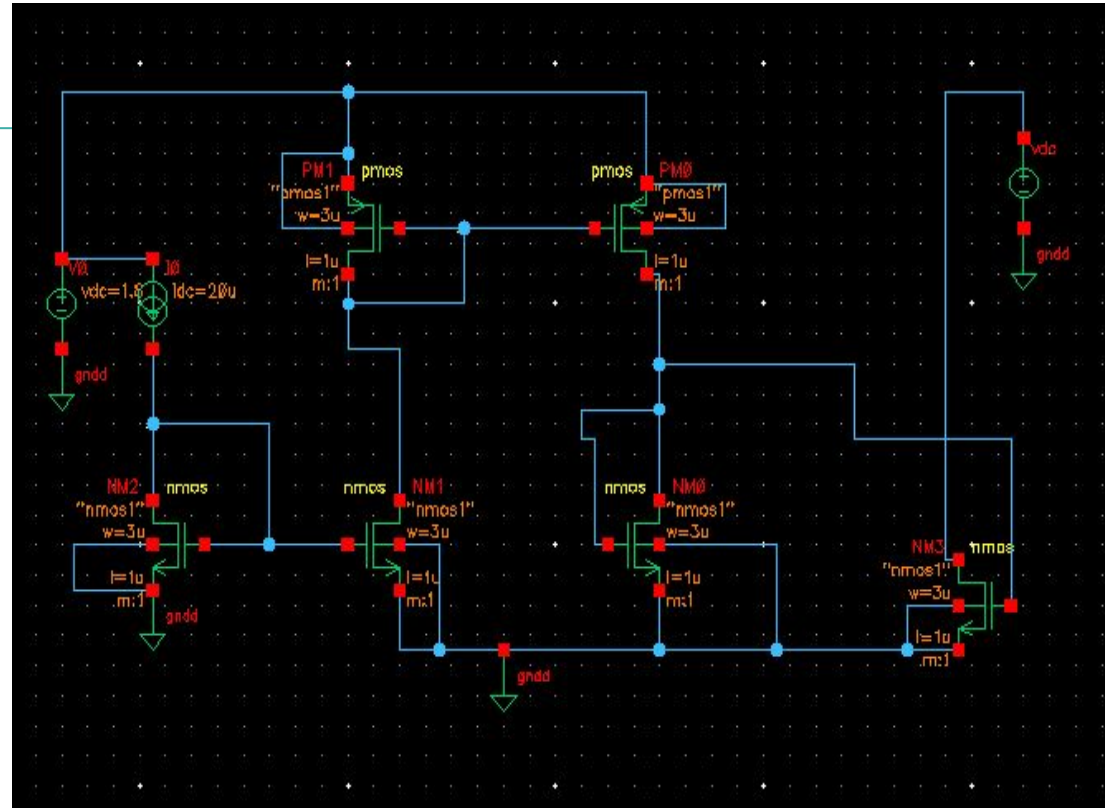 PM1 pmos
"pmos1"
w=3u
l=1u
m:1
pmos PM0
"pmos1"
w=3u
l=1u
m:1
vdc
gndd
V0
vdc=1.8
I0
Idc=20u
gndd
NM2 nmos
"nmos1"
w=3u
l=1u
m:1
gndd
nmos NM1
"nmos1"
w=3u
l=1u
m:1
nmos NM0
"nmos1"
w=3u
l=1u
m:1
NM3 nmos
"nmos1"
w=3u
l=1u
m:1
gndd